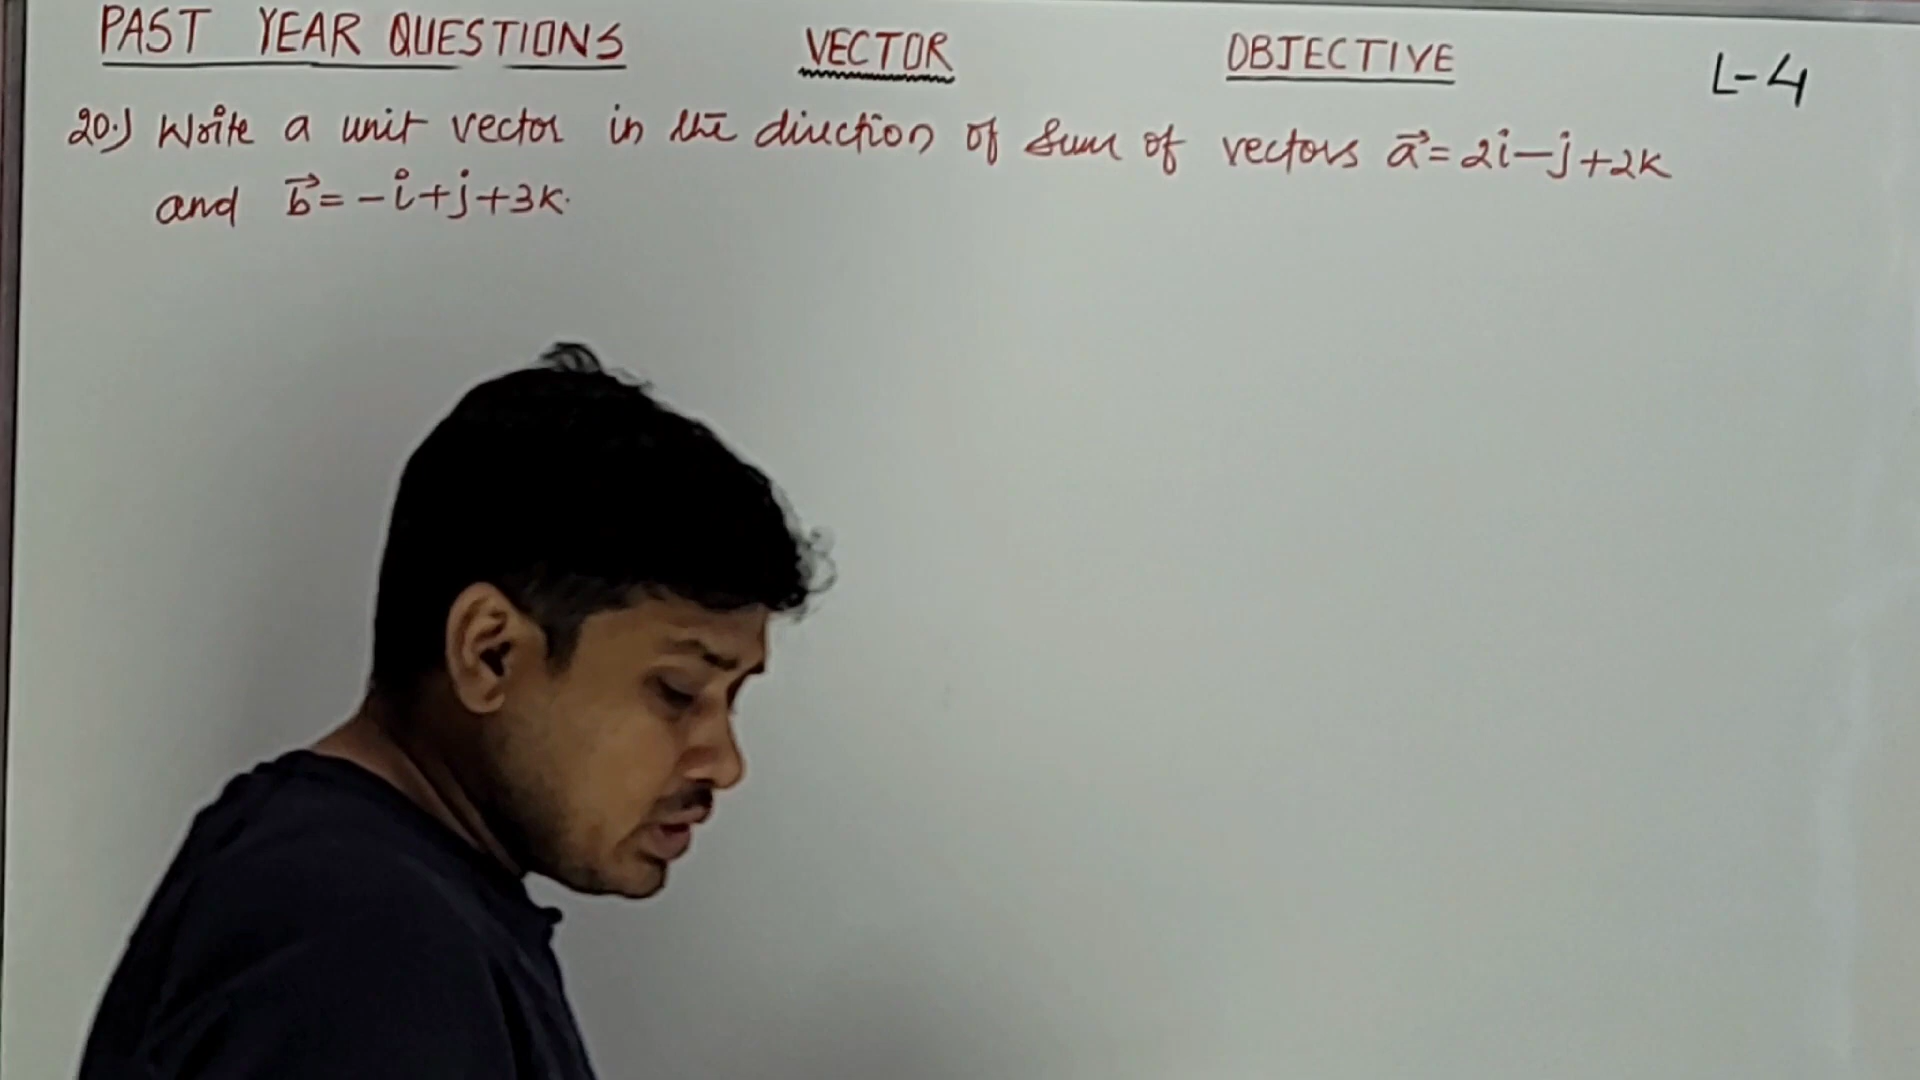 PAST YEAR QUESTIONS VECTOR OBJECTIVE L-4
20.) Write a unit vector in the direction of Sum of vectors a⃗ = 2i-j+2k
and b⃗ = -i+j+3k.